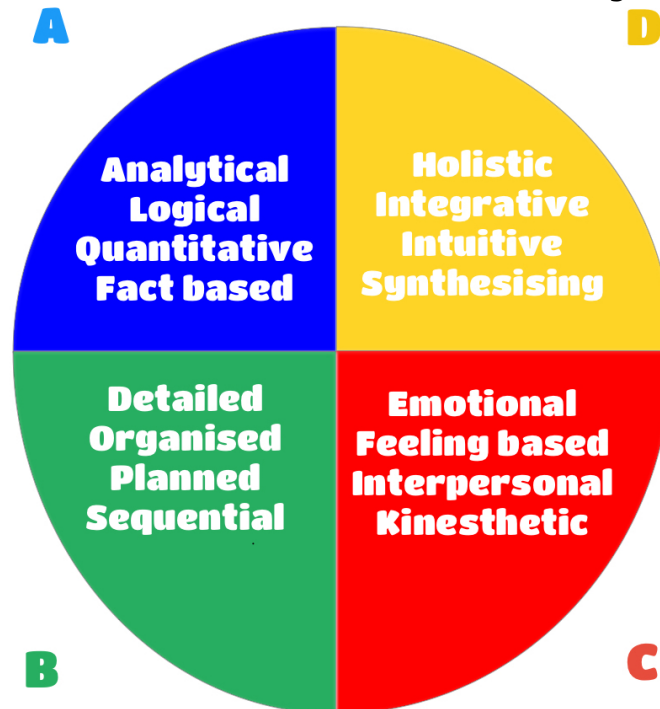 A
D
Analytical
Logical
Quantitative
Fact based
Holistic
Integrative
Intuitive
Synthesising
Detailed
Organised
Planned
Sequential
Emotional
Feeling based
Interpersonal
Kinesthetic
B
C